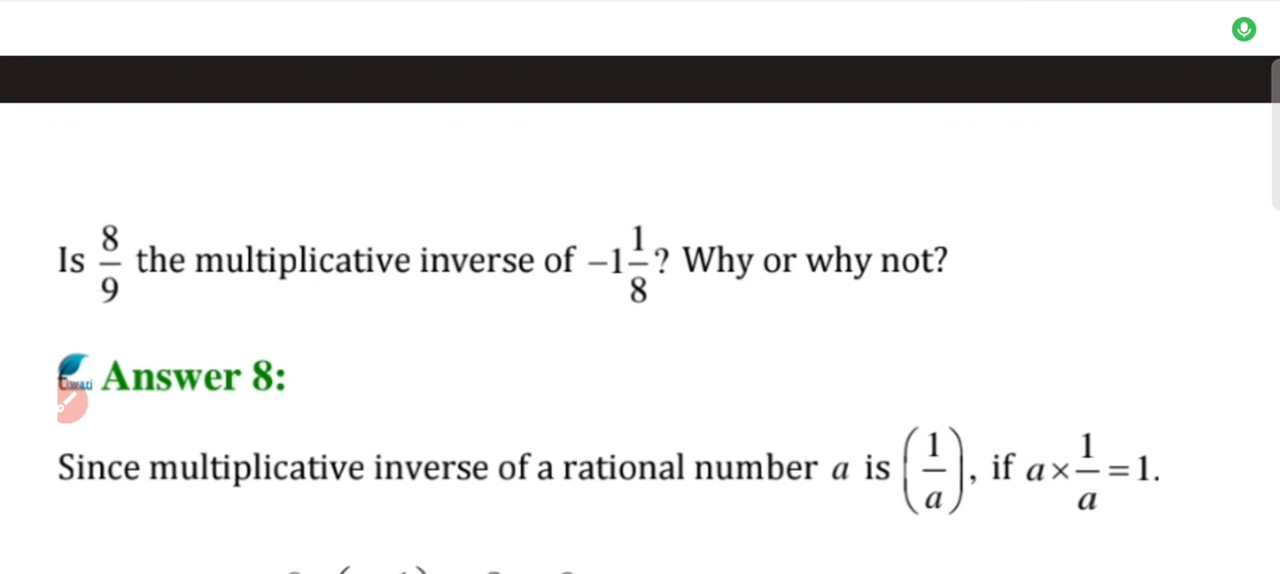 Is 8/9 the multiplicative inverse of −1 1/8? Why or why not?
Tiwari
Answer 8:
Since multiplicative inverse of a rational number a is (1/a), if a×1/a=1.